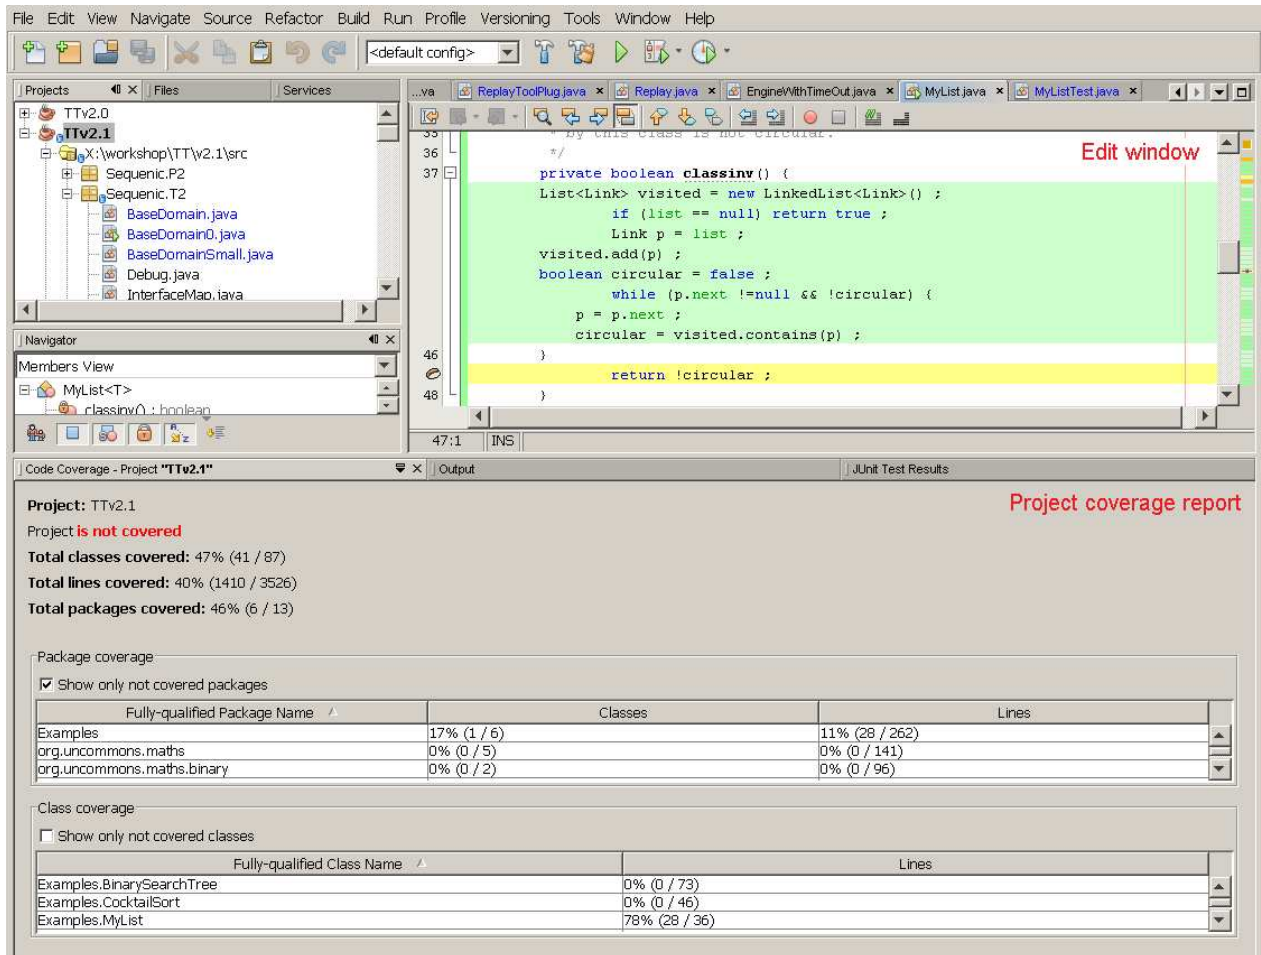 File Edit View Navigate Source Refactor Build Run Profile Versioning Tools Window Help
<default config>
Projects Files Services
TTv2.0
TTv2.1
X:\workshop\TT\v2.1\src
Sequenic.P2
Sequenic.T2
BaseDomain.java
BaseDomain0.java
BaseDomainSmall.java
Debug.java
InterfaceMap.java
Navigator
Members View
MyList<T>
classinv() : boolean
...va ReplayToolPlug.java Replay.java EngineWithTimeOut.java MyList.java MyListTest.java
Edit window
35 * by this class is not circular.
36 */
37 private boolean classinv() {
List<Link> visited = new LinkedList<Link>() ;
if (list == null) return true ;
Link p = list ;
visited.add(p) ;
boolean circular = false ;
while (p.next !=null && !circular) {
p = p.next ;
circular = visited.contains(p) ;
46 }
return !circular ;
48 }
47:1 INS
Code Coverage - Project "TTv2.1" Output JUnit Test Results
Project coverage report
Project: TTv2.1
Project is not covered
Total classes covered: 47% (41 / 87)
Total lines covered: 40% (1410 / 3526)
Total packages covered: 46% (6 / 13)
Package coverage
Show only not covered packages
Fully-qualified Package Name Classes Lines
Examples 17% (1 / 6) 11% (28 / 262)
org.uncommons.maths 0% (0 / 5) 0% (0 / 141)
org.uncommons.maths.binary 0% (0 / 2) 0% (0 / 96)
Class coverage
Show only not covered classes
Fully-qualified Class Name Lines
Examples.BinarySearchTree 0% (0 / 73)
Examples.CocktailSort 0% (0 / 46)
Examples.MyList 78% (28 / 36)